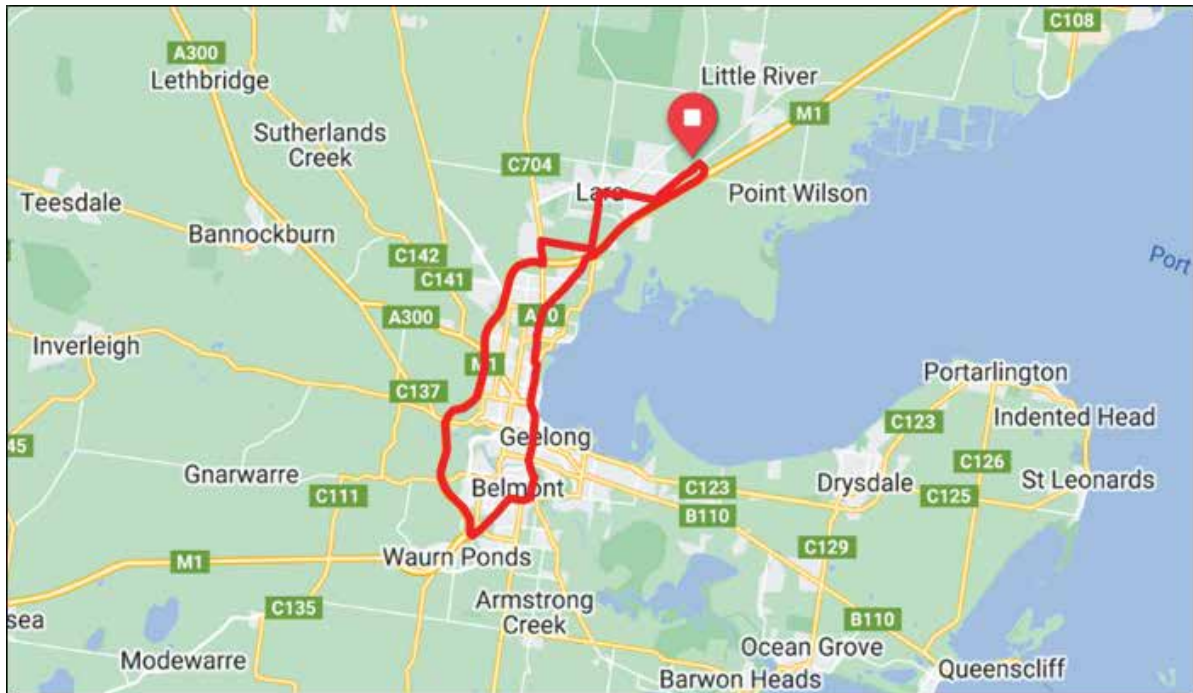 C108
A300
Lethbridge
Little River
M1
Sutherlands
Creek
C704
Lara
Point Wilson
Teesdale
Bannockburn
C142
C141
Port
A10
A300
Inverleigh
M1
Portarlington
C137
Indented Head
C123
Geelong
45
Gnarwarre
C126
Belmont
C123
Drysdale
St Leonards
C111
C125
B110
Waurn Ponds
M1
C129
C135
Armstrong
Creek
B110
sea
Modewarre
Ocean Grove
Barwon Heads
Queenscliff